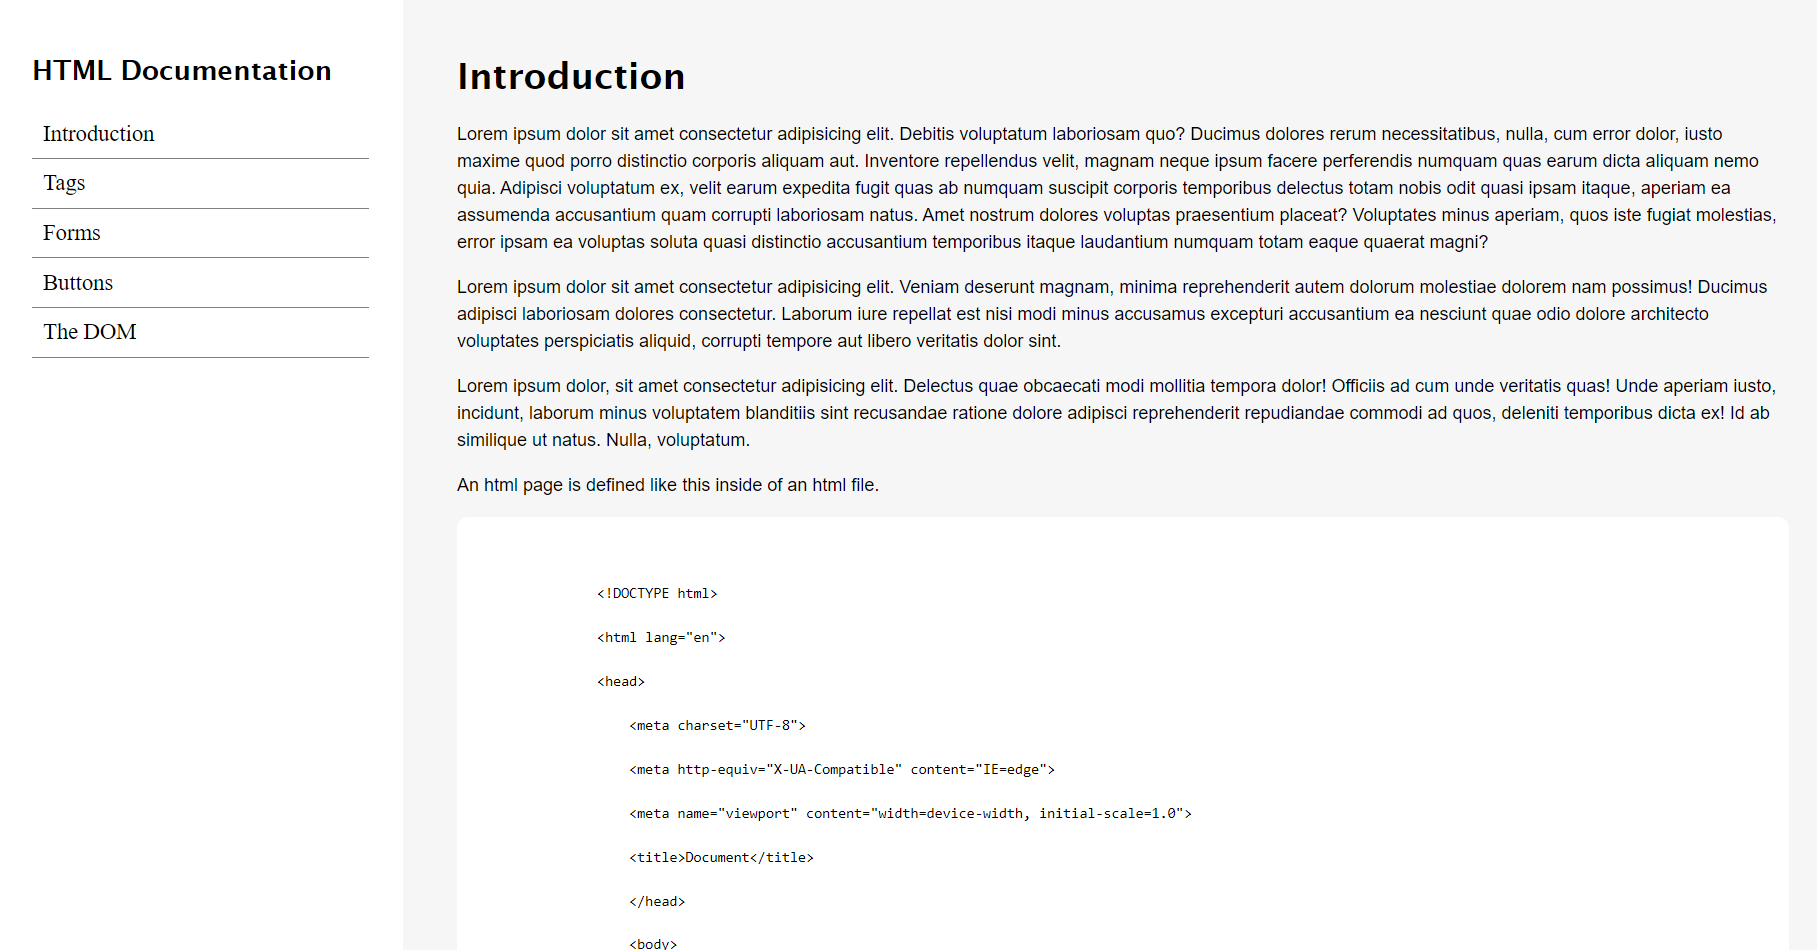 HTML Documentation
Introduction
Tags
Forms
Buttons
The DOM
Introduction
Lorem ipsum dolor sit amet consectetur adipisicing elit. Debitis voluptatum laboriosam quo? Ducimus dolores rerum necessitatibus, nulla, cum error dolor, iusto
maxime quod porro distinctio corporis aliquam aut. Inventore repellendus velit, magnam neque ipsum facere perferendis numquam quas earum dicta aliquam nemo
quia. Adipisci voluptatum ex, velit earum expedita fugit quas ab numquam suscipit corporis temporibus delectus totam nobis odit quasi ipsam itaque, aperiam ea
assumenda accusantium quam corrupti laboriosam natus. Amet nostrum dolores voluptas praesentium placeat? Voluptates minus aperiam, quos iste fugiat molestias,
error ipsam ea voluptas soluta quasi distinctio accusantium temporibus itaque laudantium numquam totam eaque quaerat magni?
Lorem ipsum dolor sit amet consectetur adipisicing elit. Veniam deserunt magnam, minima reprehenderit autem dolorum molestiae dolorem nam possimus! Ducimus
adipisci laboriosam dolores consectetur. Laborum iure repellat est nisi modi minus accusamus excepturi accusantium ea nesciunt quae odio dolore architecto
voluptates perspiciatis aliquid, corrupti tempore aut libero veritatis dolor sint.
Lorem ipsum dolor, sit amet consectetur adipisicing elit. Delectus quae obcaecati modi mollitia tempora dolor! Officiis ad cum unde veritatis quas! Unde aperiam iusto,
incidunt, laborum minus voluptatem blanditiis sint recusandae ratione dolore adipisci reprehenderit repudiandae commodi ad quos, deleniti temporibus dicta ex! Id ab
similique ut natus. Nulla, voluptatum.
An html page is defined like this inside of an html file.
<!DOCTYPE html>
<html lang="en">
<head>
<meta charset="UTF-8">
<meta http-equiv="X-UA-Compatible" content="IE=edge">
<meta name="viewport" content="width=device-width, initial-scale=1.0">
<title>Document</title>
</head>
<body>